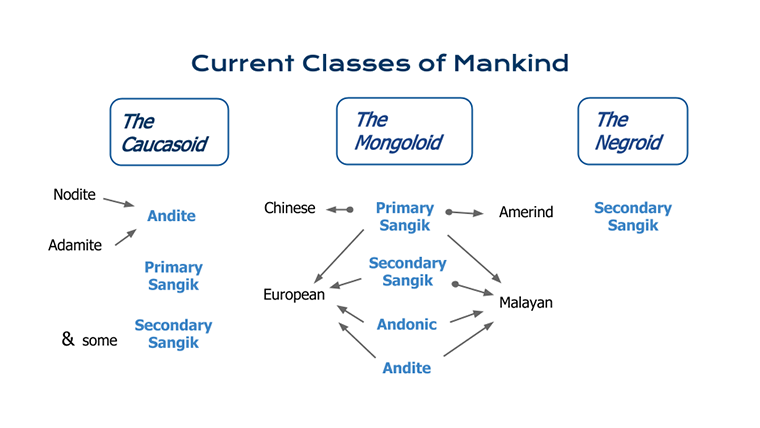 Current Classes of Mankind
The
Caucasoid
The
Mongoloid
The
Negroid
Nodite
Andite
Adamite
Primary
Sangik
& some
Secondary
Sangik
Chinese
Primary
Sangik
Amerind
Secondary
Sangik
European
Malayan
Andonic
Andite
Secondary
Sangik